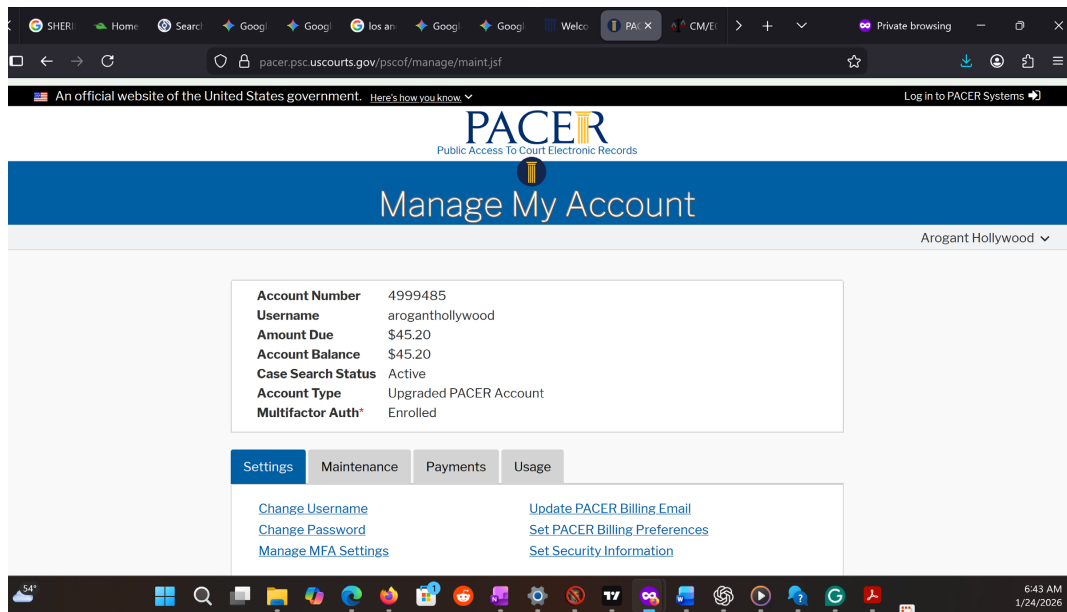 SHERI
Home
Search
Googl
Googl
los an
Googl
Googl
Welco
PAC
CM/EC
Private browsing
pacer.psc.uscourts.gov/pscof/manage/maint.jsf
An official website of the United States government. Here's how you know.
Log in to PACER Systems
PACER
Public Access To Court Electronic Records
Manage My Account
Arogant Hollywood
Account Number 4999485
Username aroganthollywood
Amount Due $45.20
Account Balance $45.20
Case Search Status Active
Account Type Upgraded PACER Account
Multifactor Auth* Enrolled
Settings Maintenance Payments Usage
Change Username Update PACER Billing Email
Change Password Set PACER Billing Preferences
Manage MFA Settings Set Security Information
54°
6:43 AM
1/24/2026